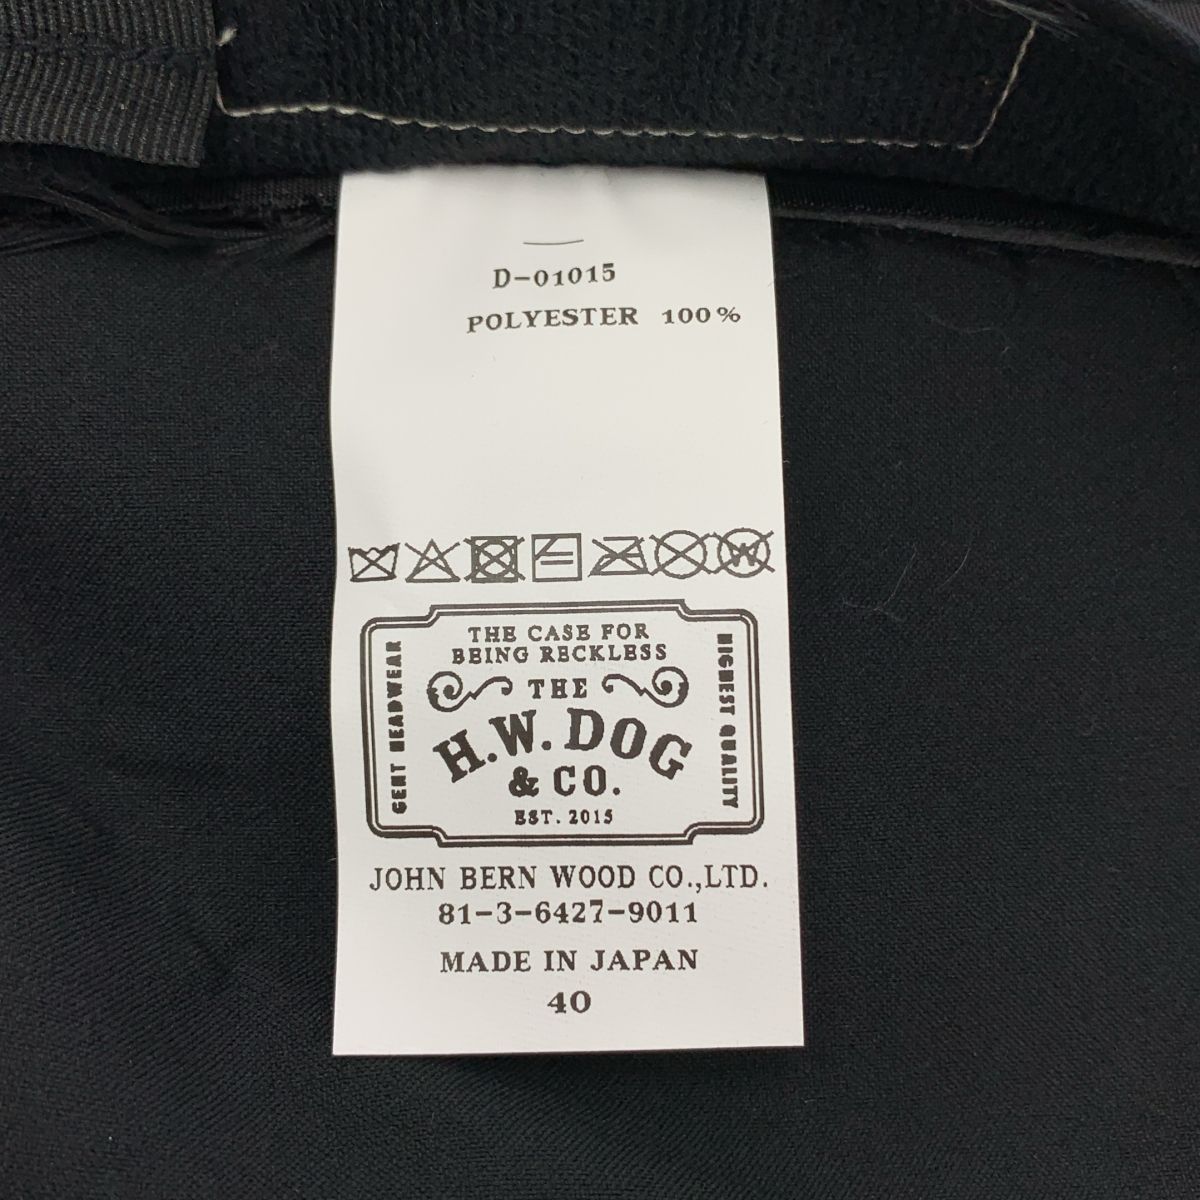 D-01015
POLYESTER 100%
THE CASE FOR
BEING RECKLESS
GENT HEADWEAR
HIGHEST QUALITY
THE
H.W. DOG
& CO.
EST. 2015
JOHN BERN WOOD CO.,LTD.
81-3-6427-9011
MADE IN JAPAN
40